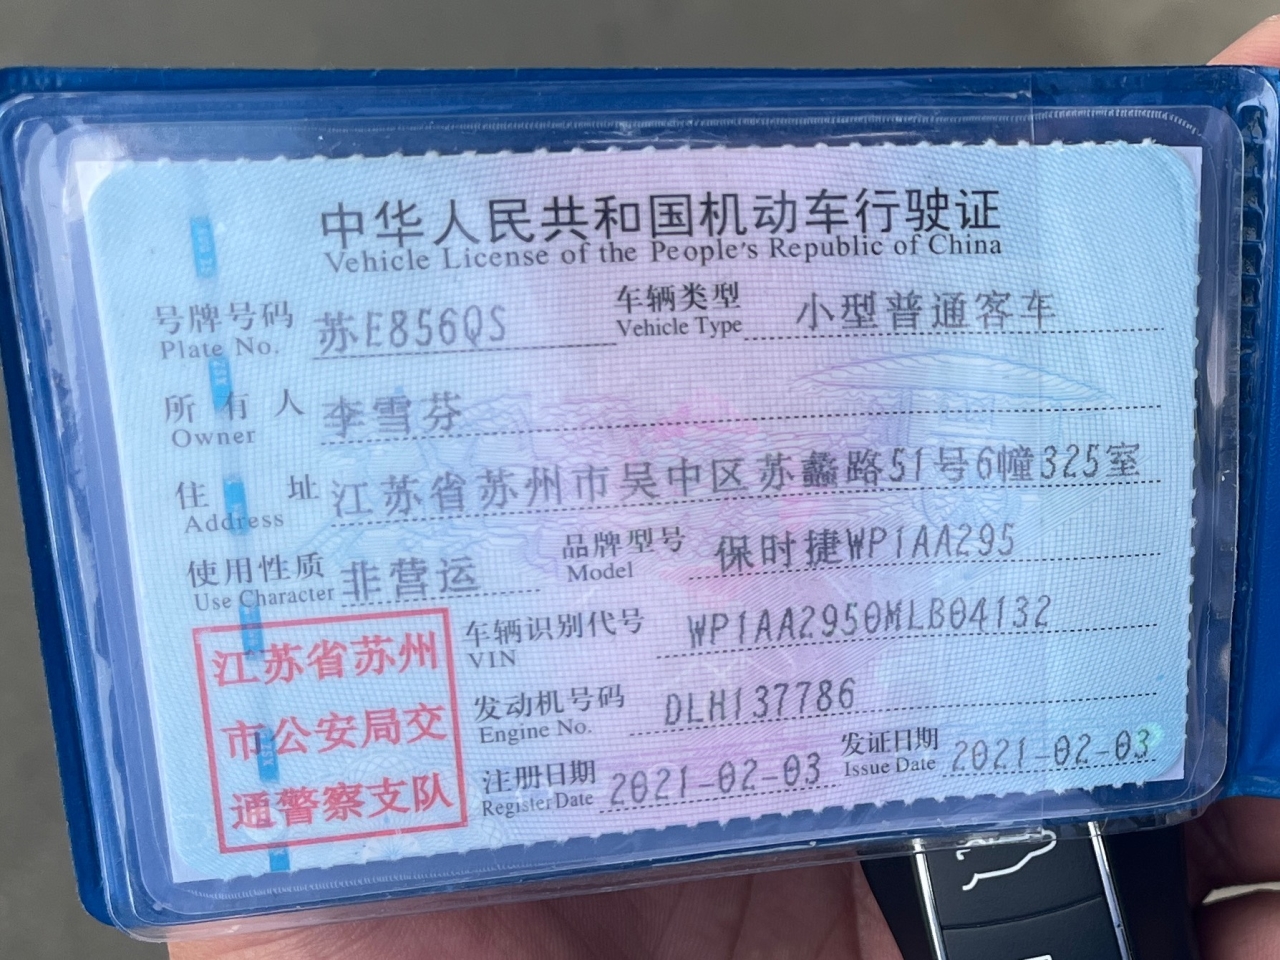 中华人民共和国机动车行驶证
Vehicle License of the People's Republic of China
号牌号码 苏E856QS 车辆类型 小型普通客车
Plate No. Vehicle Type
所有人 李雪芬
Owner
住址 江苏省苏州市吴中区苏蠡路51号6幢325室
Address
使用性质 非营运 品牌型号 保时捷WP1AA295
Use Character Model
车辆识别代号 WP1AA2950MLB04132
VIN
发动机号码 DLH137786
Engine No.
注册日期 2021-02-03 发证日期 2021-02-03
Register Date Issue Date
江苏省苏州
市公安局交
通警察支队